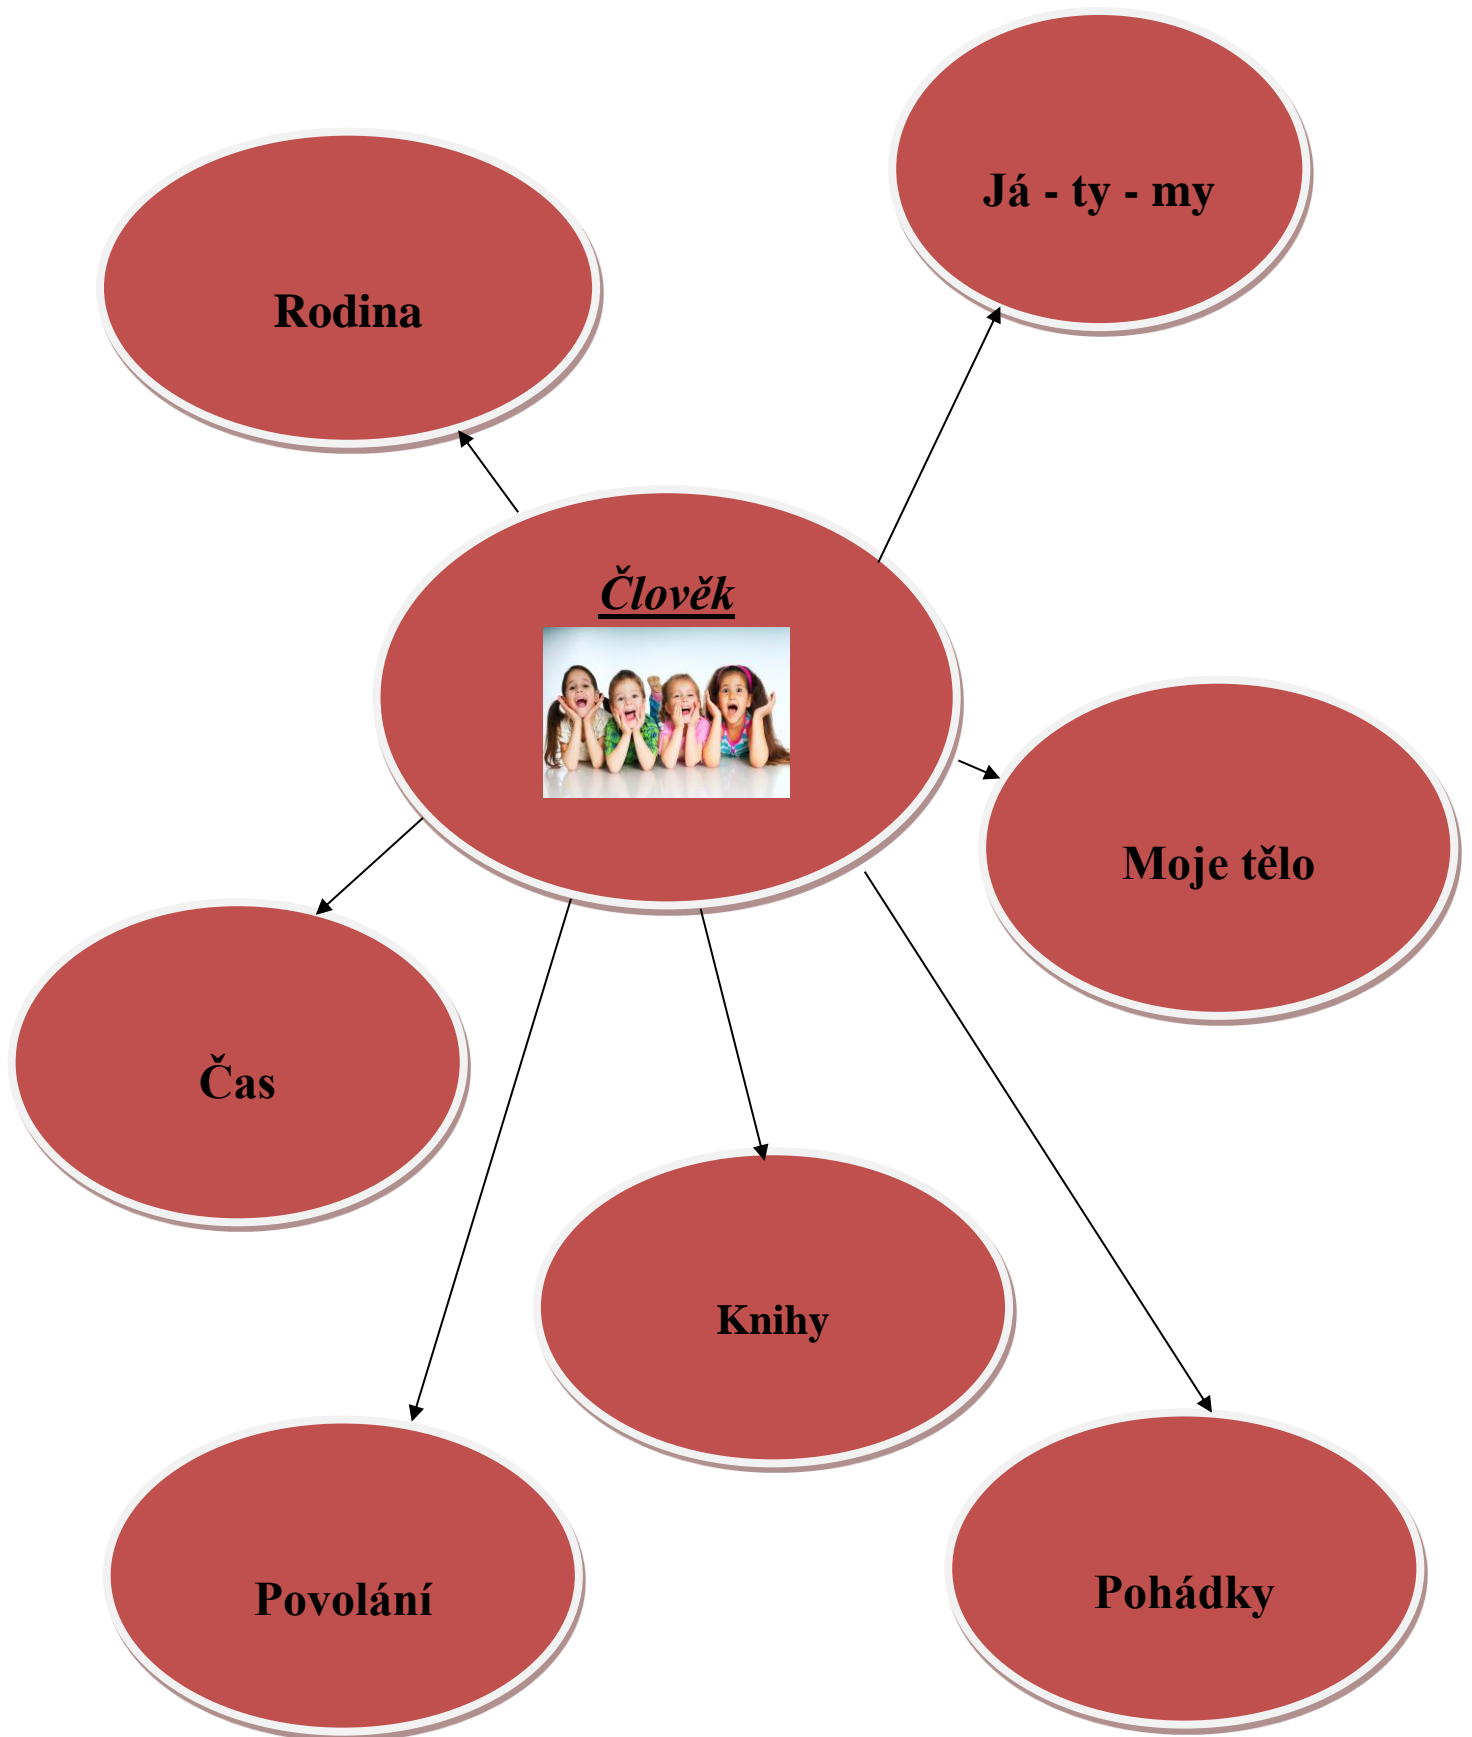 Já - ty - my
Rodina
Člověk
Moje tělo
Čas
Knihy
Povolání
Pohádky